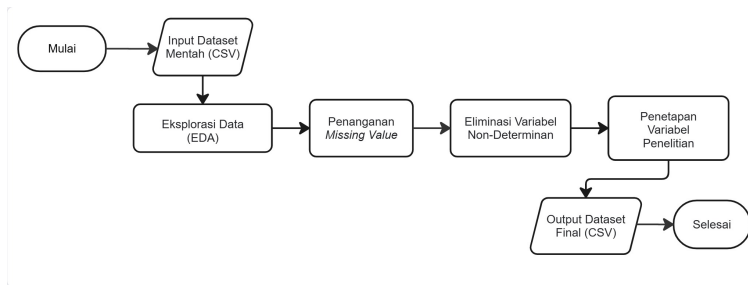 Mulai
Input Dataset
Mentah (CSV)
Eksplorasi Data
(EDA)
Penanganan
Missing Value
Eliminasi Variabel
Non-Determinan
Penetapan
Variabel
Penelitian
Output Dataset
Final (CSV)
Selesai